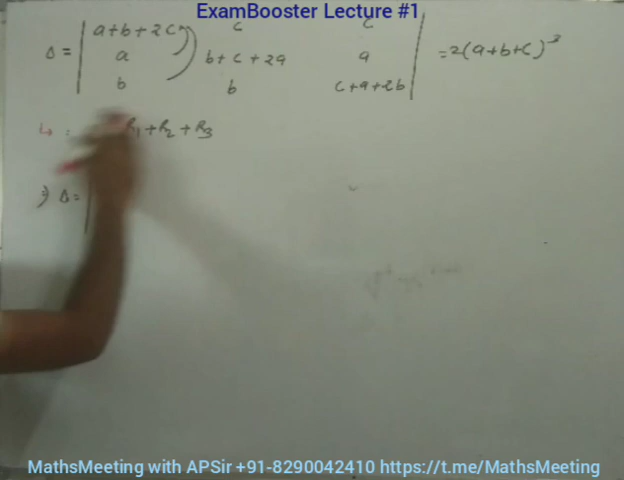 ExamBooster Lecture #1
a+b+2c c c
Δ = a b+c+2a a = 2(a+b+c)³
b b c+a+2b
R₁+R₂+R₃
⇒ Δ =
MathsMeeting with APSir +91-8290042410 https://t.me/MathsMeeting